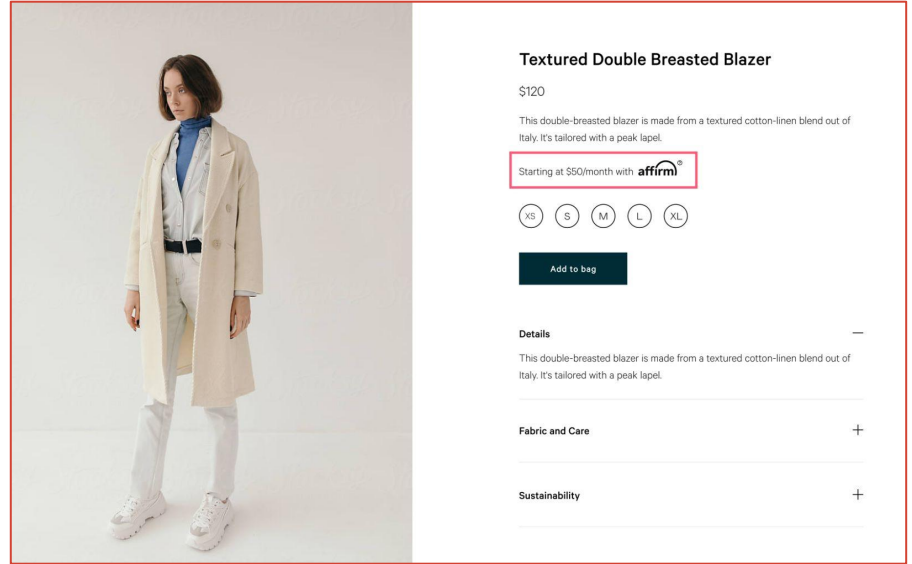 Textured Double Breasted Blazer
$120
This double-breasted blazer is made from a textured cotton-linen blend out of
Italy. It's tailored with a peak lapel.
Starting at $50/month with affirm
XS S M L XL
Add to bag
Details
This double-breasted blazer is made from a textured cotton-linen blend out of
Italy. It's tailored with a peak lapel.
Fabric and Care
Sustainability